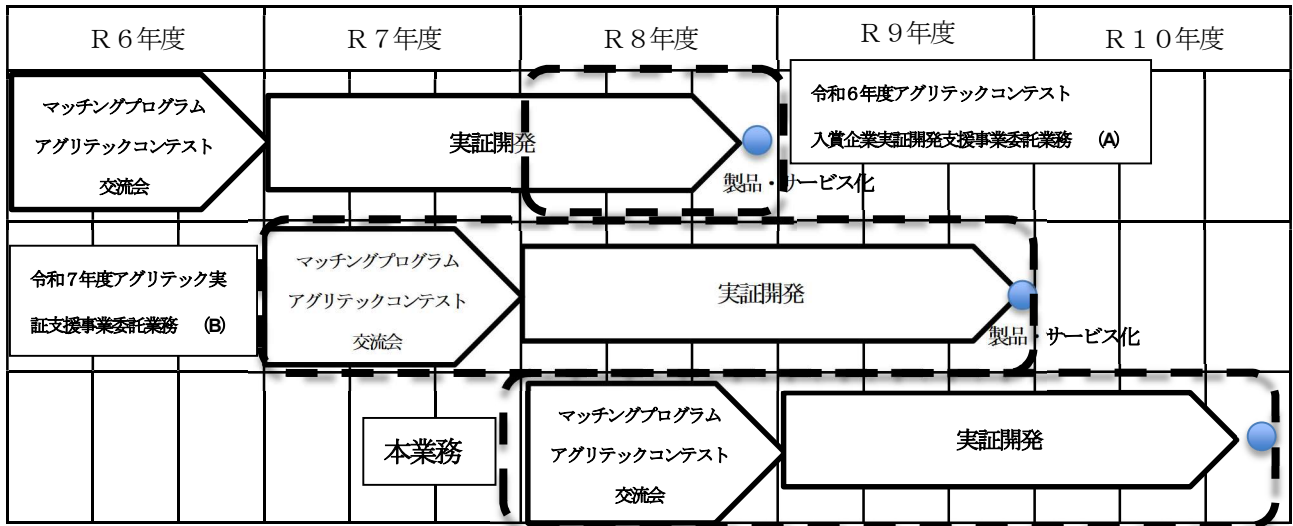 R６年度
R７年度
R８年度
R９年度
R１０年度
マッチングプログラム
アグリテックコンテスト
交流会
実証開発
製品・サービス化
令和６年度アグリテックコンテスト
入賞企業実証開発支援事業委託業務 (A)
令和７年度アグリテック実
証支援事業委託業務 (B)
マッチングプログラム
アグリテックコンテスト
交流会
実証開発
製品・サービス化
本業務
マッチングプログラム
アグリテックコンテスト
交流会
実証開発